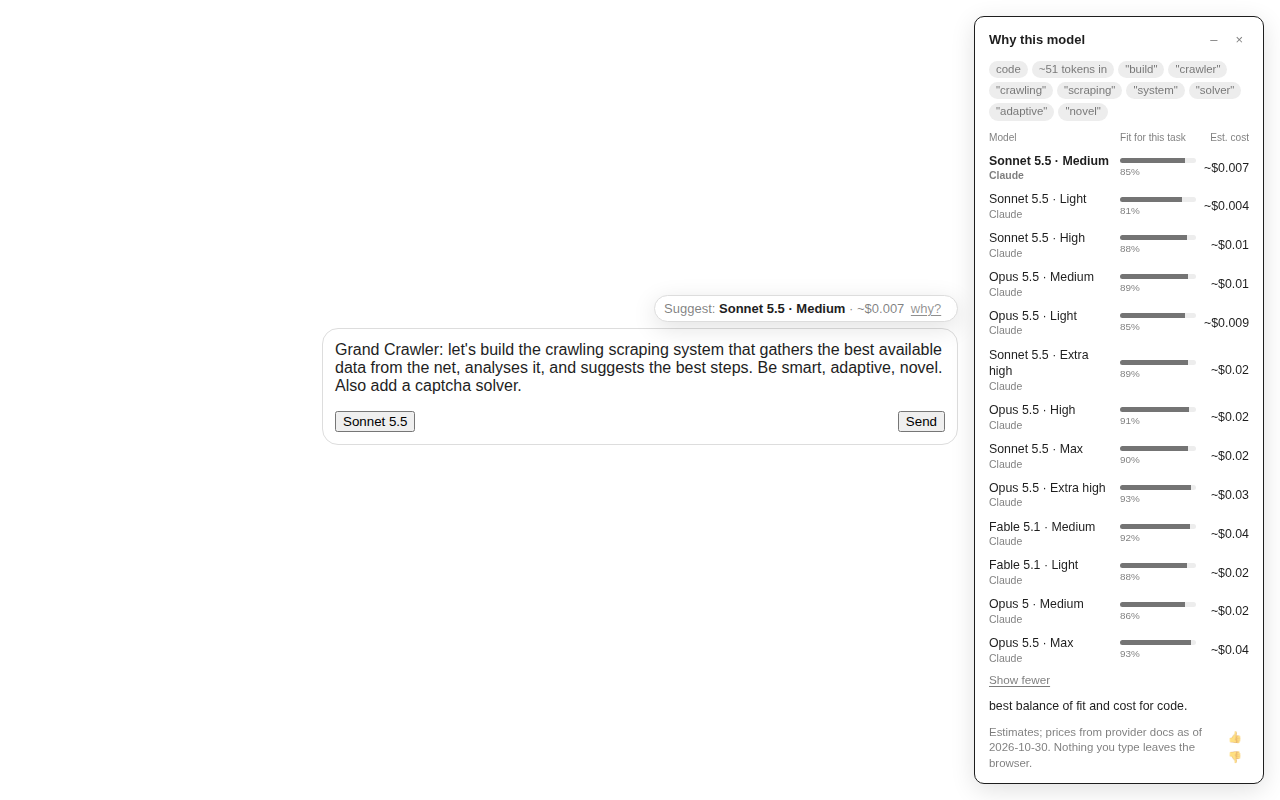 Why this model
–
×
code
~51 tokens in
"build"
"crawler"
"crawling"
"scraping"
"system"
"solver"
"adaptive"
"novel"
Model Fit for this task Est. cost
Sonnet 5.5 · Medium
Claude
85%
~$0.007
Sonnet 5.5 · Light
Claude
81%
~$0.004
Sonnet 5.5 · High
Claude
88%
~$0.01
Opus 5.5 · Medium
Claude
89%
~$0.01
Opus 5.5 · Light
Claude
85%
~$0.009
Sonnet 5.5 · Extra
high
Claude
89%
~$0.02
Opus 5.5 · High
Claude
91%
~$0.02
Sonnet 5.5 · Max
Claude
90%
~$0.02
Opus 5.5 · Extra high
Claude
93%
~$0.03
Fable 5.1 · Medium
Claude
92%
~$0.04
Fable 5.1 · Light
Claude
88%
~$0.02
Opus 5 · Medium
Claude
86%
~$0.02
Opus 5.5 · Max
Claude
93%
~$0.04
Show fewer
best balance of fit and cost for code.
Estimates; prices from provider docs as of
2026-10-30. Nothing you type leaves the
browser.
👍
👎
Suggest: Sonnet 5.5 · Medium · ~$0.007 why?
Grand Crawler: let's build the crawling scraping system that gathers the best available
data from the net, analyses it, and suggests the best steps. Be smart, adaptive, novel.
Also add a captcha solver.
Sonnet 5.5
Send